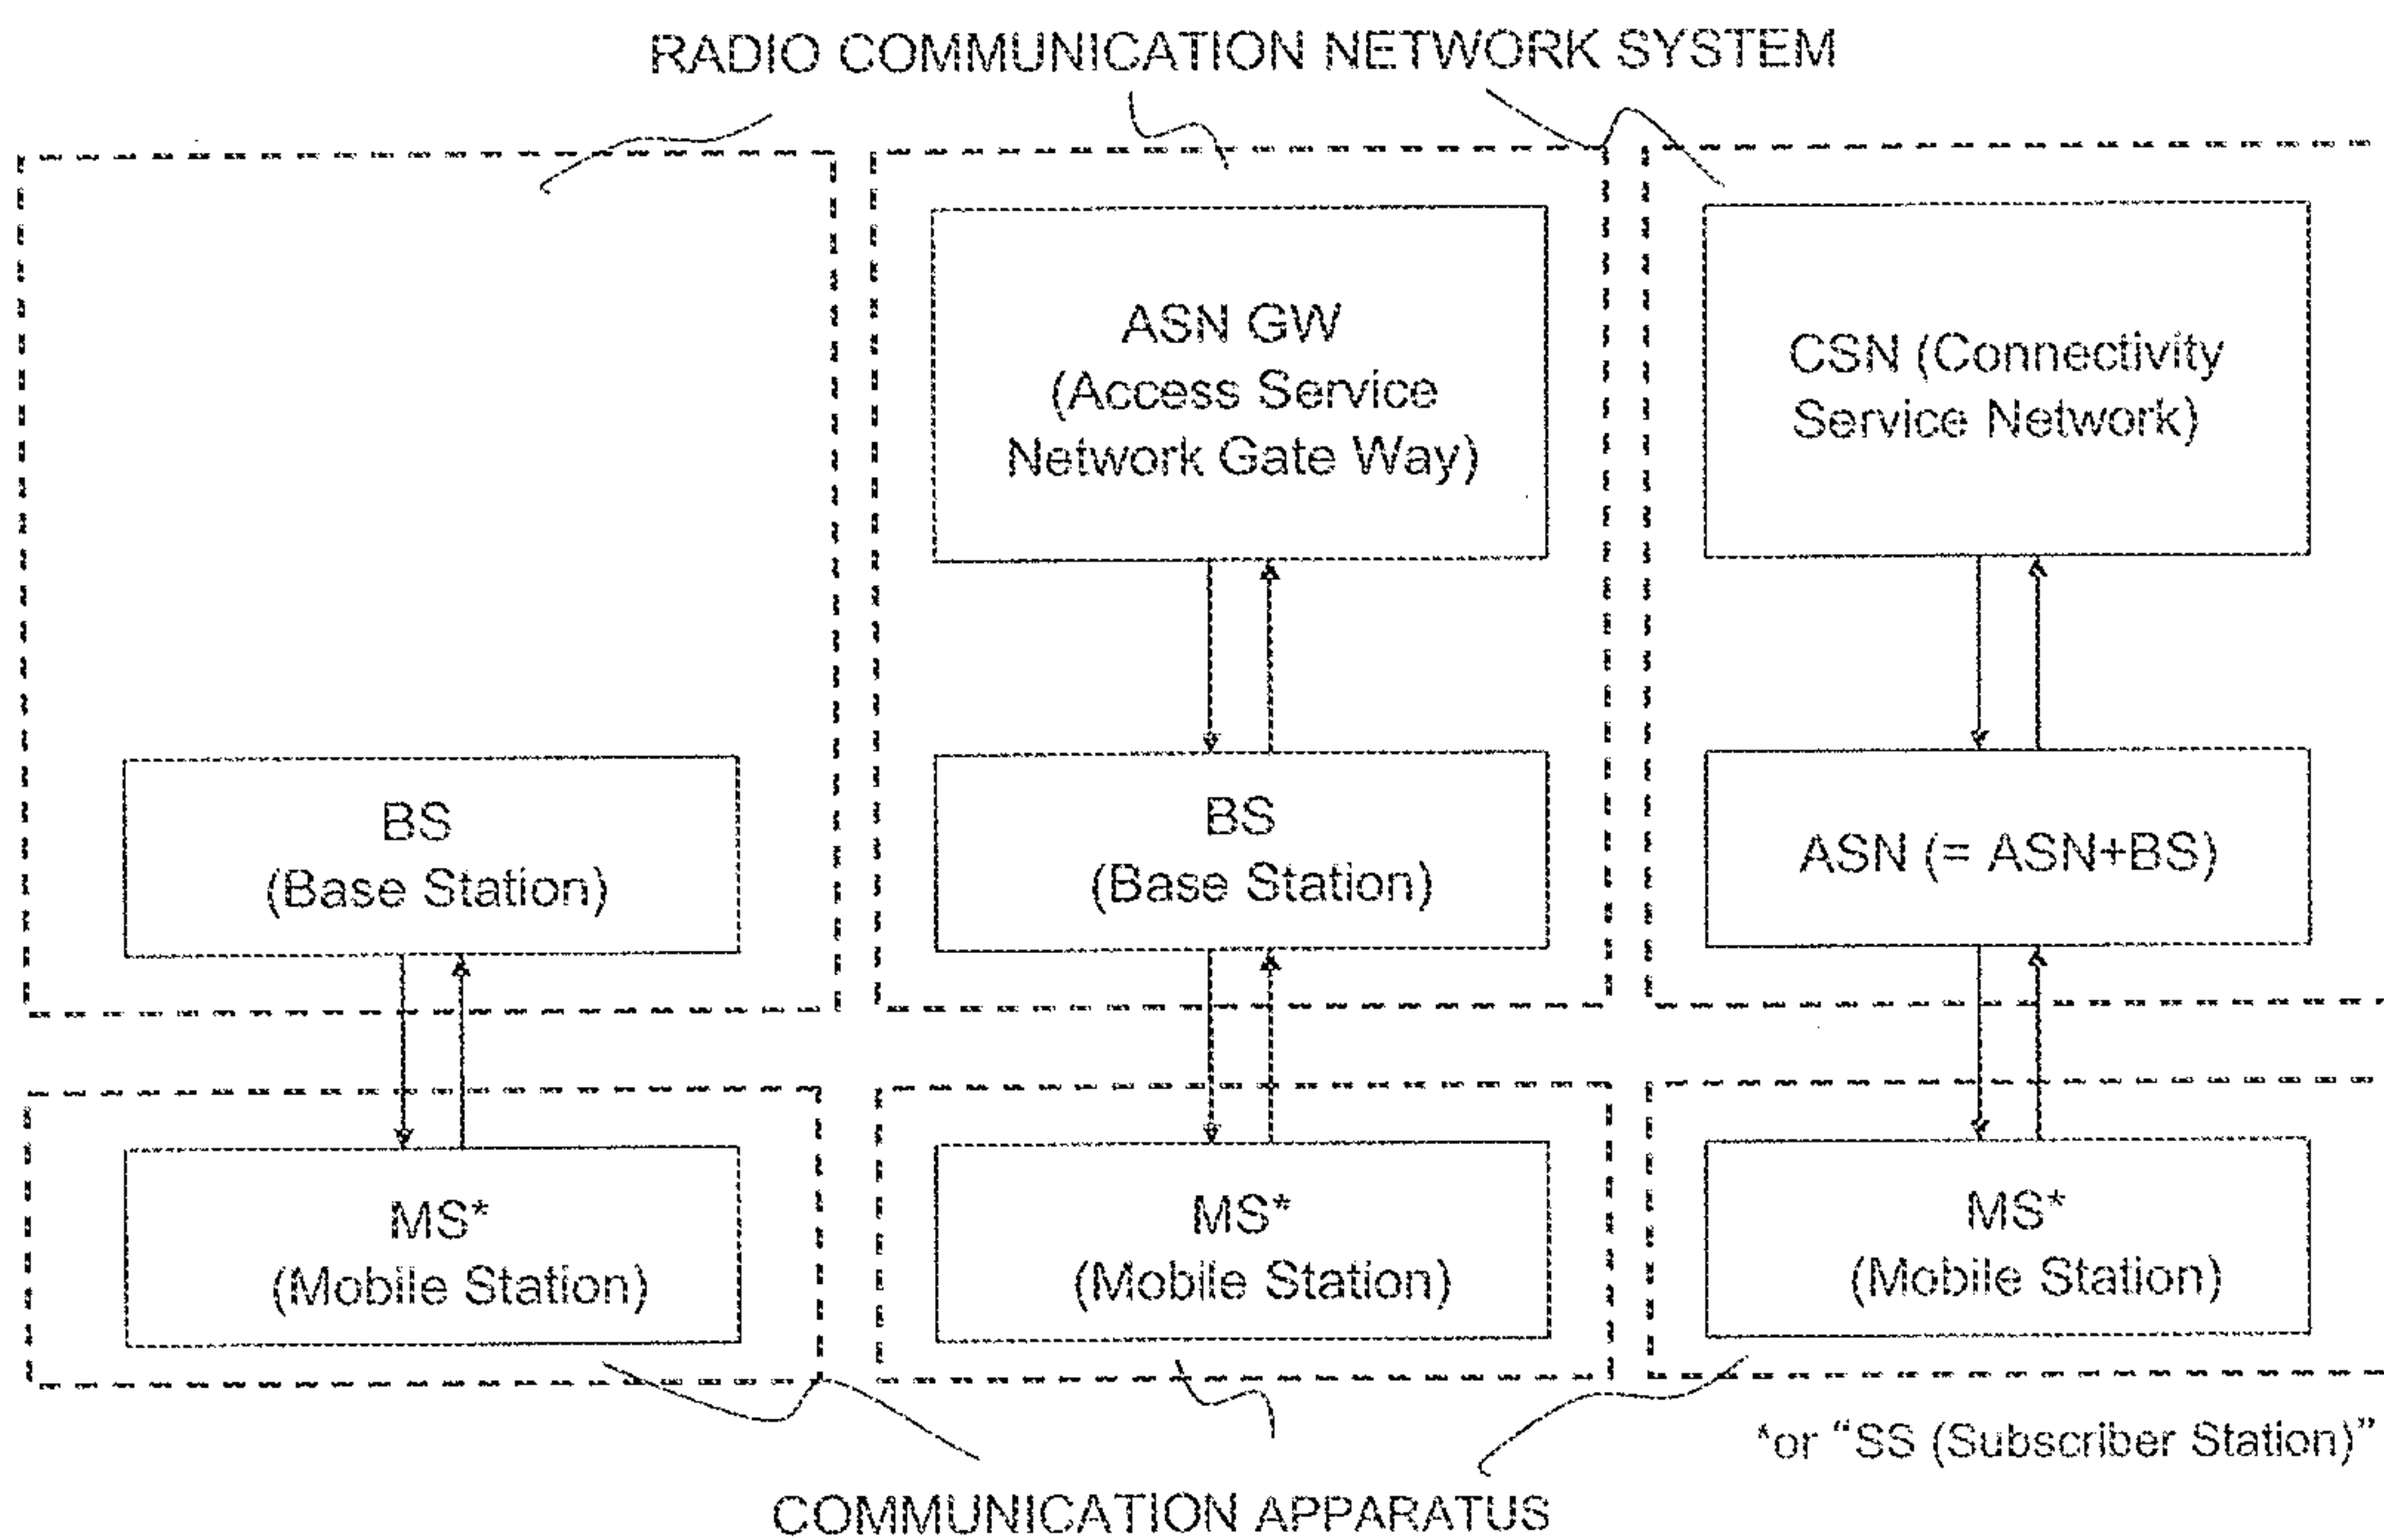 RADIO COMMUNICATION NETWORK SYSTEM
ASN GW
(Access Service
Network Gate Way)
CSN (Connectivity
Service Network)
BS
(Base Station)
BS
(Base Station)
ASN (= ASN+BS)
MS*
(Mobile Station)
MS*
(Mobile Station)
MS*
(Mobile Station)
*or “SS (Subscriber Station)”
COMMUNICATION APPARATUS